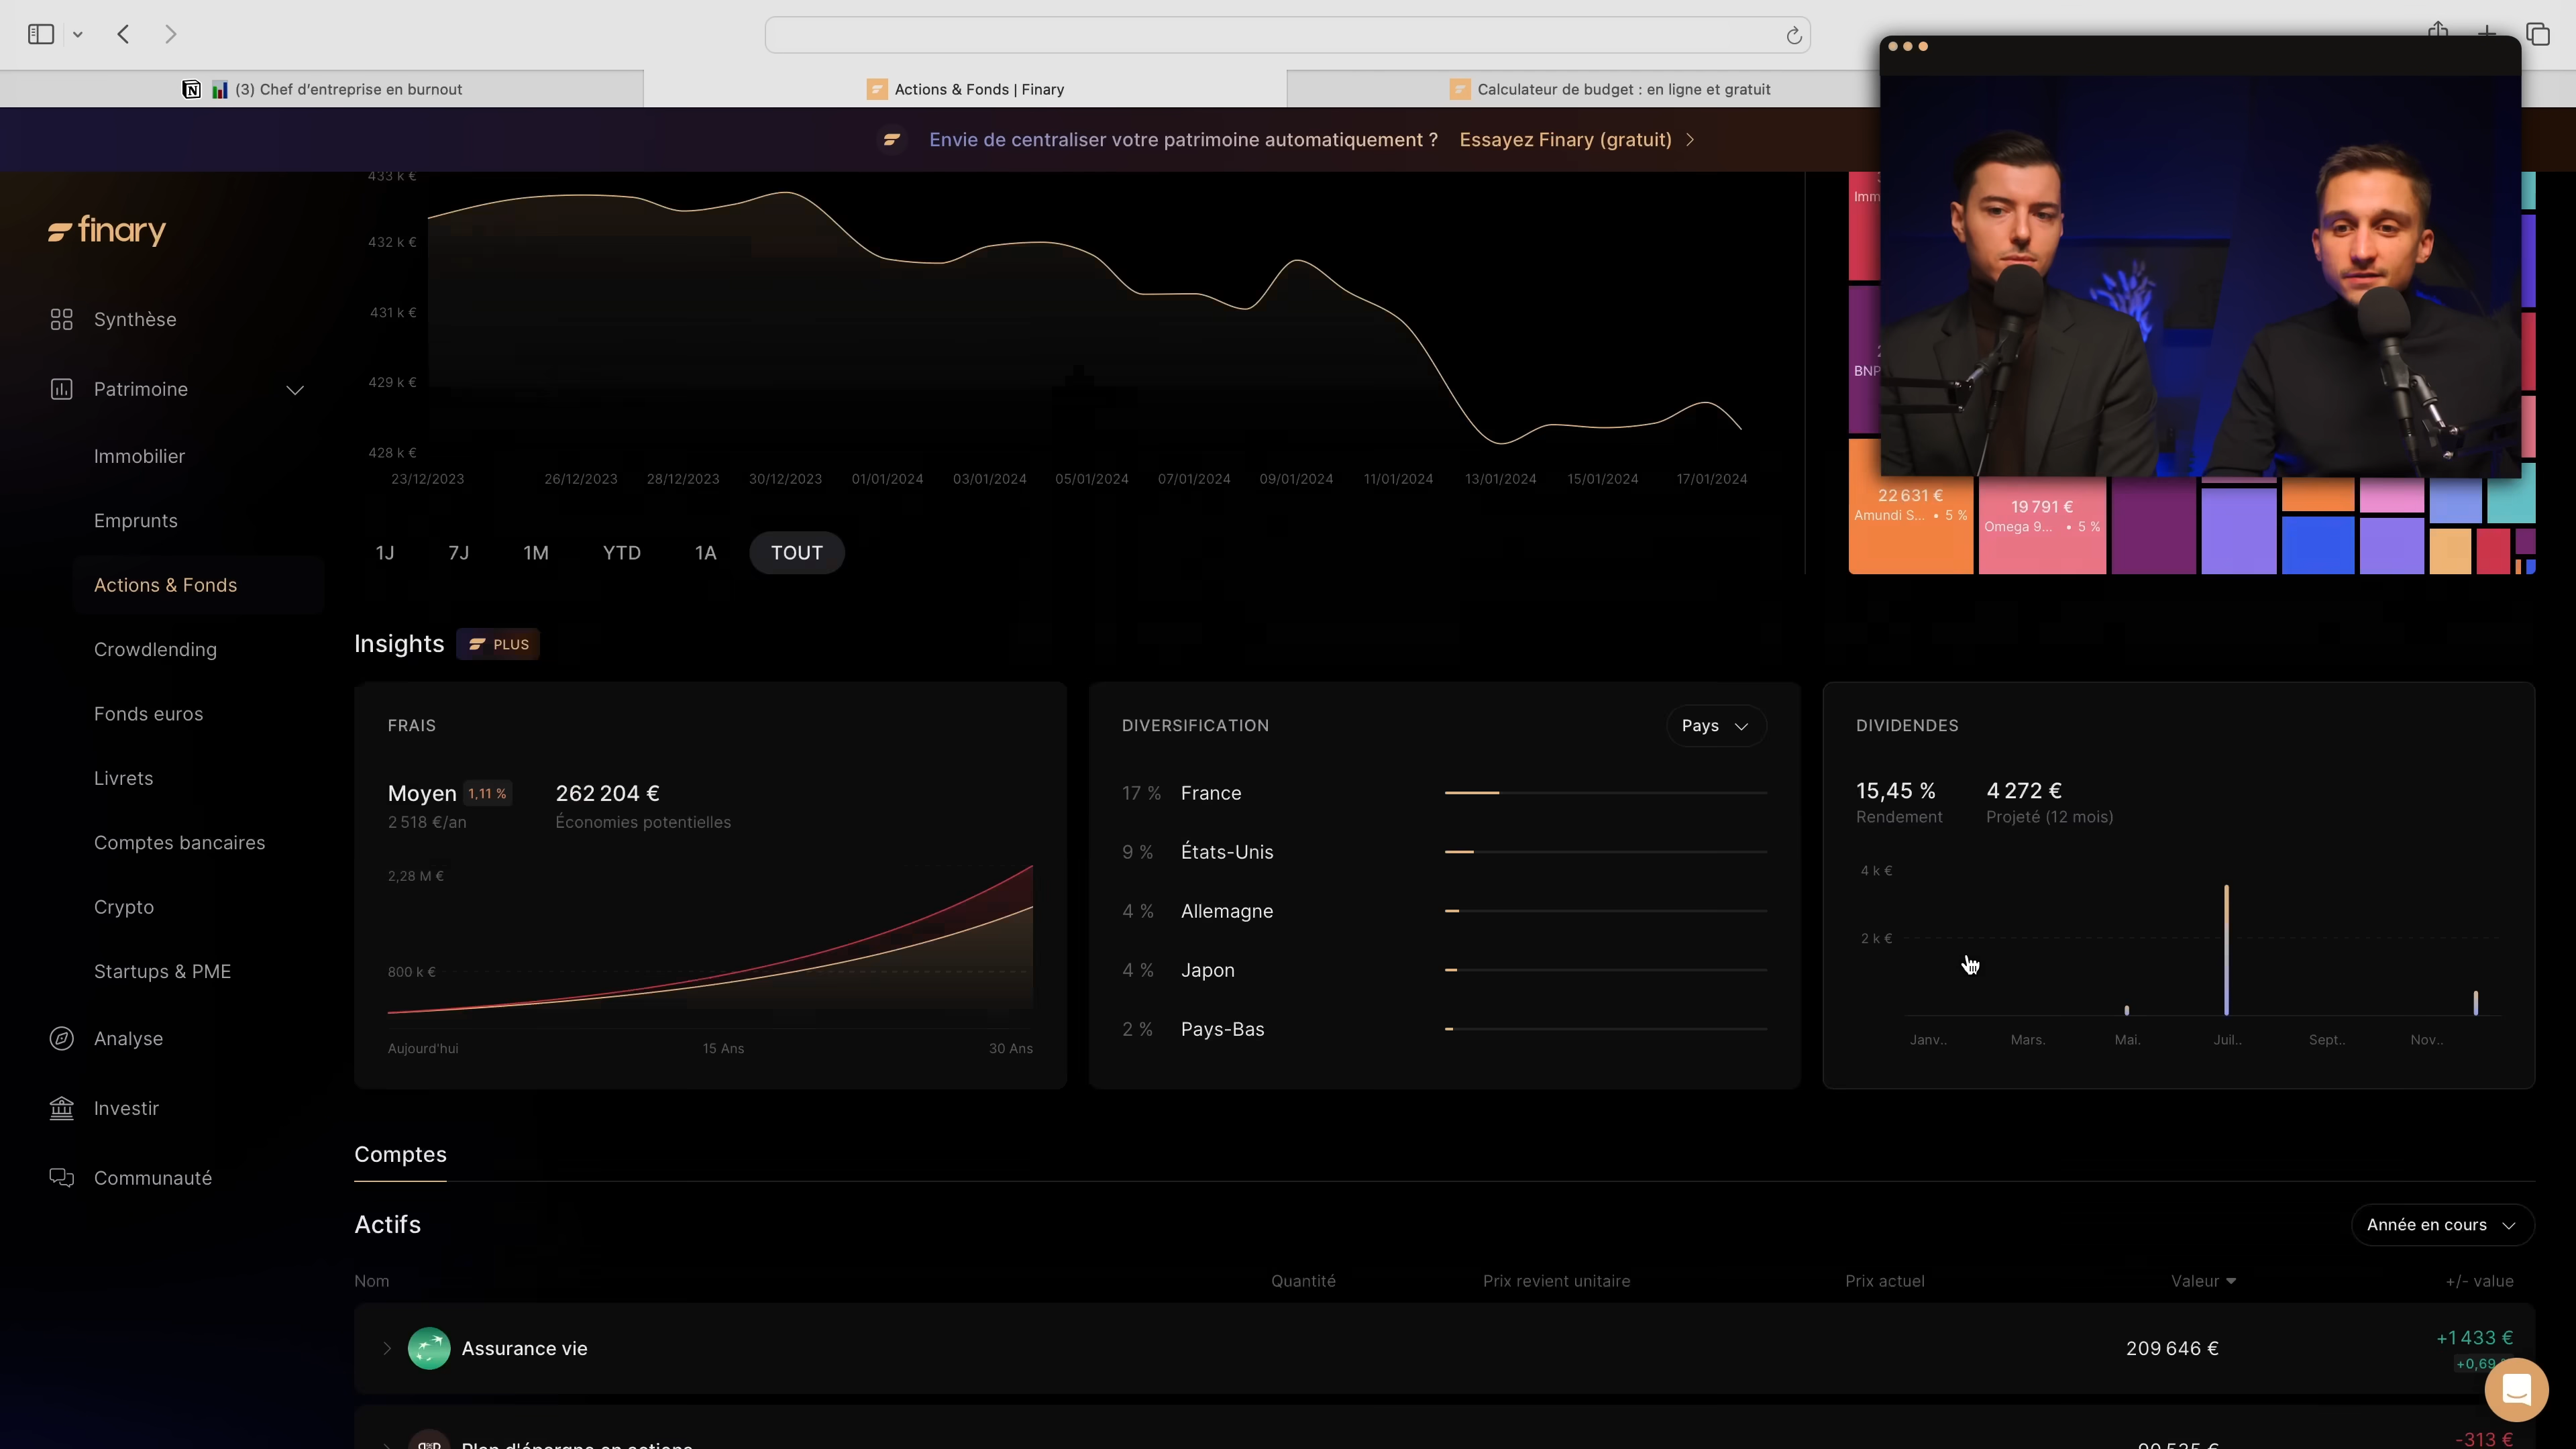 (3) Chef d'entreprise en burnout
Actions & Fonds | Finary
Calculateur de budget : en ligne et gratuit
Envie de centraliser votre patrimoine automatiquement ? Essayez Finary (gratuit)
finary
Synthèse
Patrimoine
Immobilier
Emprunts
Actions & Fonds
Crowdlending
Fonds euros
Livrets
Comptes bancaires
Crypto
Startups & PME
Analyse
Investir
Communauté
433 k €
432 k €
431 k €
429 k €
428 k €
23/12/2023 26/12/2023 28/12/2023 30/12/2023 01/01/2024 03/01/2024 05/01/2024 07/01/2024 09/01/2024 11/01/2024 13/01/2024 15/01/2024 17/01/2024
1J 7J 1M YTD 1A TOUT
Imm
BNP
22 631 €
Amundi S... • 5 %
19 791 €
Omega 9... • 5 %
Insights PLUS
FRAIS
Moyen 1,11 % 262 204 €
2 518 €/an Économies potentielles
2,28 M €
800 k €
Aujourd'hui 15 Ans 30 Ans
DIVERSIFICATION Pays
17 % France
9 % États-Unis
4 % Allemagne
4 % Japon
2 % Pays-Bas
DIVIDENDES
15,45 % 4 272 €
Rendement Projeté (12 mois)
4 k €
2 k €
Janv.. Mars. Mai. Juil.. Sept.. Nov..
Comptes
Actifs Année en cours
Nom Quantité Prix revient unitaire Prix actuel Valeur +/- value
Assurance vie 209 646 € +1 433 €
+0,69
Plan d'épargne en actions -313 €